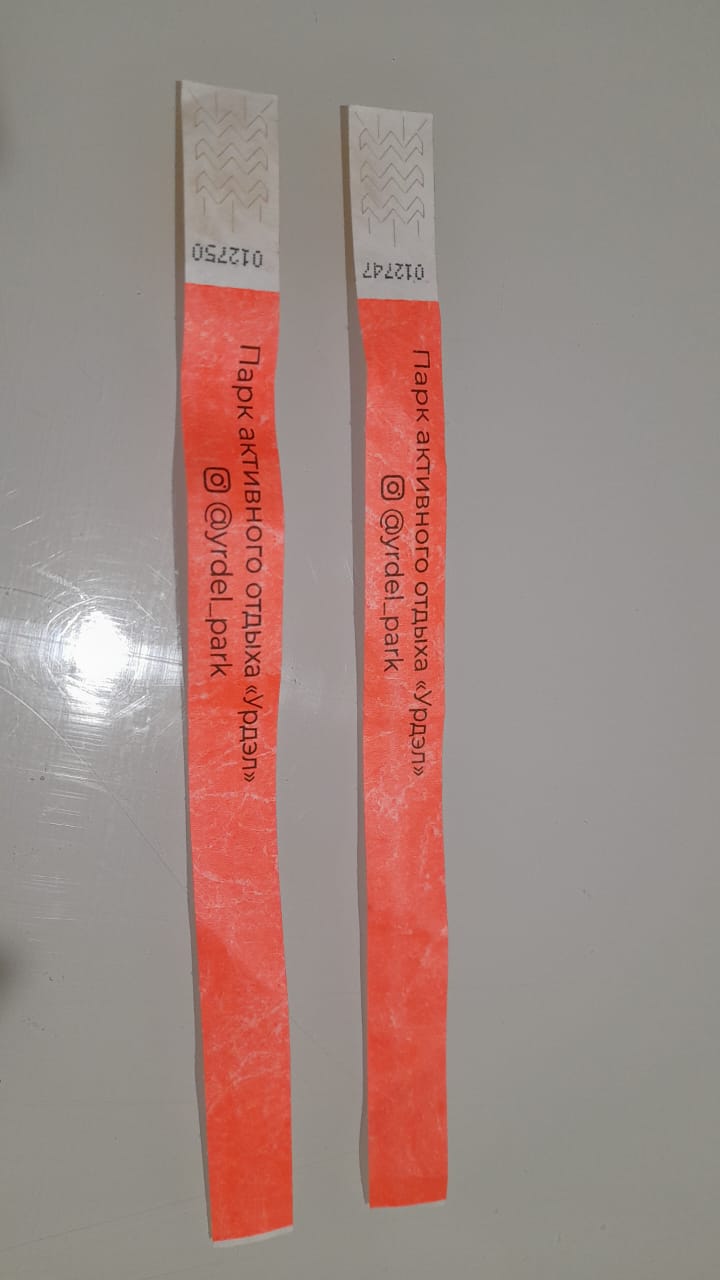 012750
Парк активного отдыха «Урдэл»
@yrdel_park
012747
Парк активного отдыха «Урдэл»
@yrdel_park